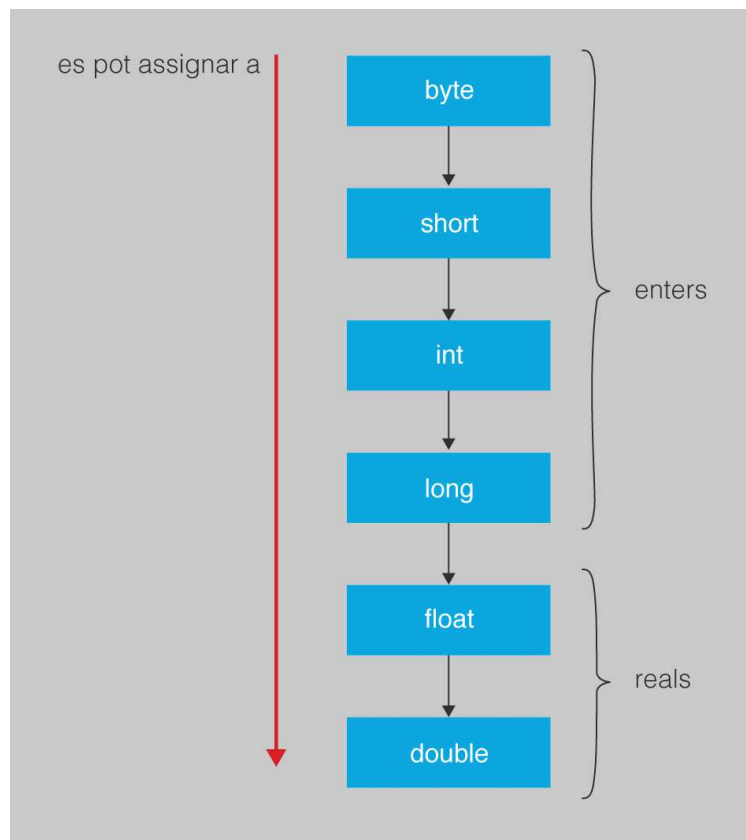 es pot assignar a
byte
short
enters
int
long
float
reals
double